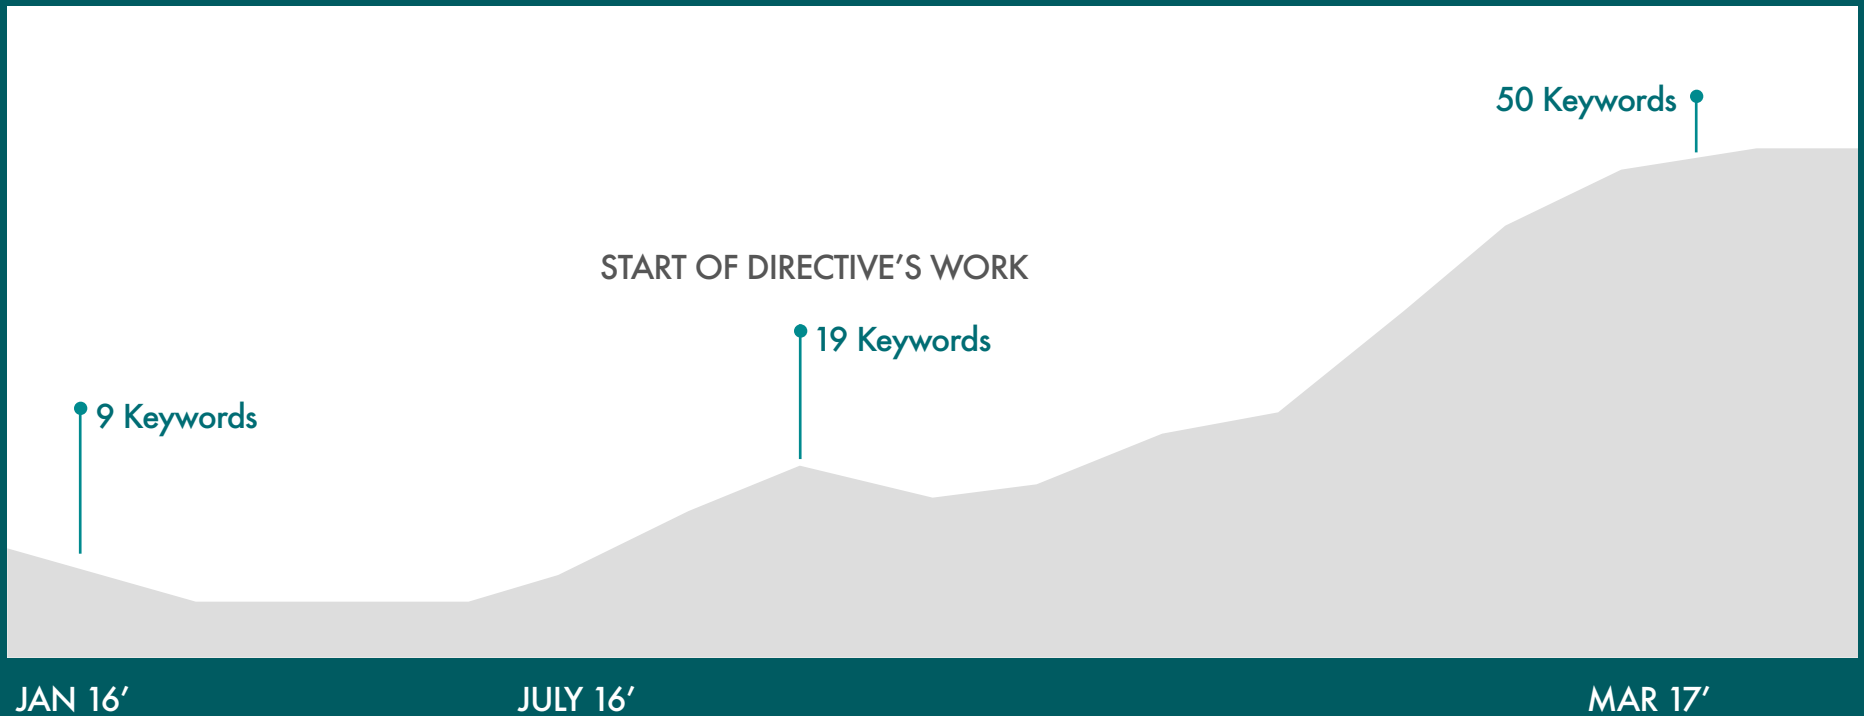 50 Keywords
START OF DIRECTIVE’S WORK
19 Keywords
9 Keywords
JAN 16’
JULY 16’
MAR 17’